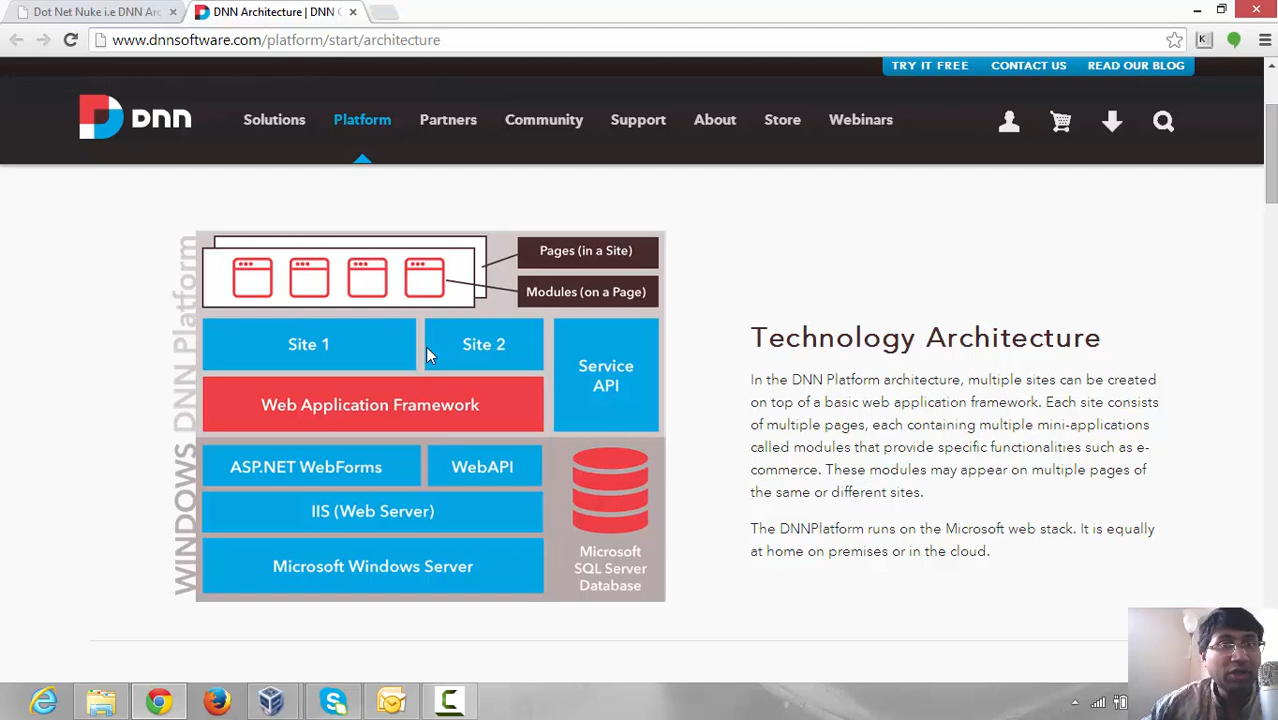 Dot Net Nuke i.e DNN Arc
DNN Architecture | DNN C
www.dnnsoftware.com/platform/start/architecture
TRY IT FREE CONTACT US READ OUR BLOG
DNN
Solutions Platform Partners Community Support About Store Webinars
WINDOWS DNN Platform
Pages (in a Site)
Modules (on a Page)
Site 1
Site 2
Service
API
Web Application Framework
ASP.NET WebForms
WebAPI
IIS (Web Server)
Microsoft Windows Server
Microsoft
SQL Server
Database
Technology Architecture
In the DNN Platform architecture, multiple sites can be created
on top of a basic web application framework. Each site consists
of multiple pages, each containing multiple mini-applications
called modules that provide specific functionalities such as e-
commerce. These modules may appear on multiple pages of
the same or different sites.
The DNNPlatform runs on the Microsoft web stack. It is equally
at home on premises or in the cloud.